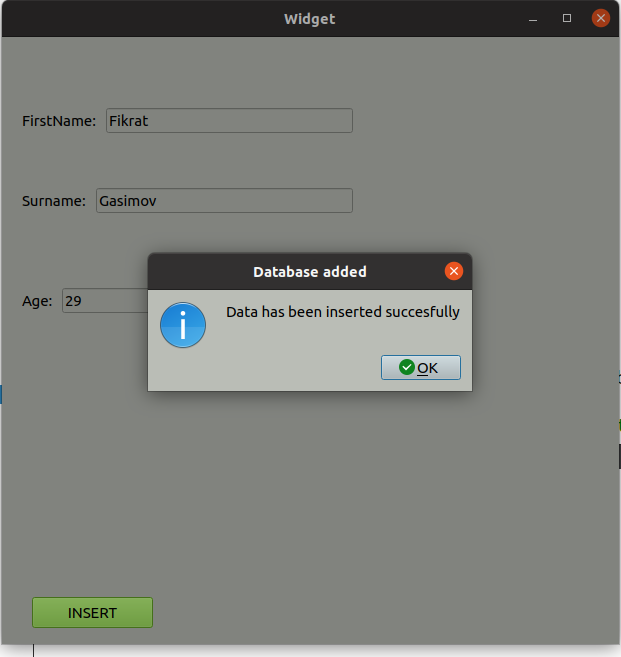 Widget
FirstName: Fikrat
Surname: Gasimov
Database added
Data has been inserted succesfully
Age: 29
OK
INSERT